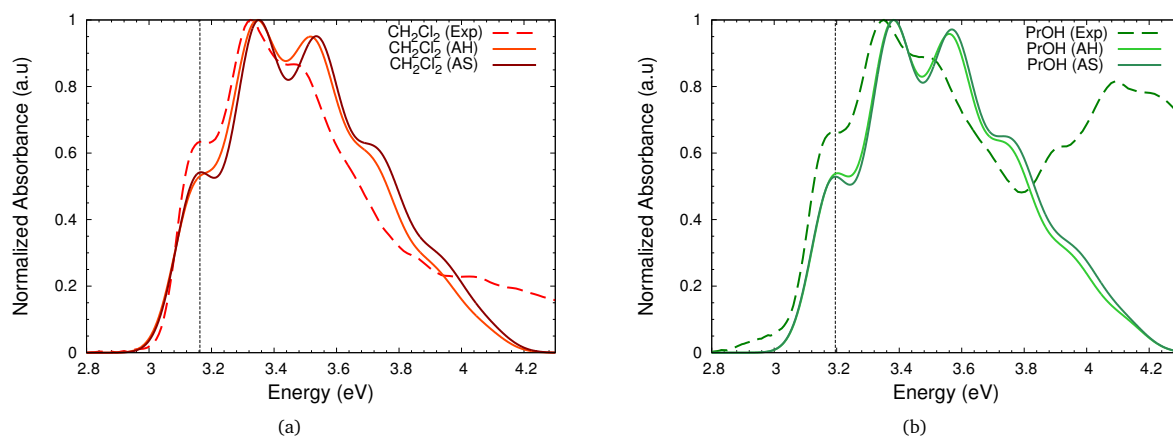 CH2Cl2 (Exp)
CH2Cl2 (AH)
CH2Cl2 (AS)
Normalized Absorbance (a.u)
1
0.8
0.6
0.4
0.2
0
2.8 3 3.2 3.4 3.6 3.8 4 4.2
Energy (eV)
(a)
PrOH (Exp)
PrOH (AH)
PrOH (AS)
Normalized Absorbance (a.u)
1
0.8
0.6
0.4
0.2
0
2.8 3 3.2 3.4 3.6 3.8 4 4.2
Energy (eV)
(b)